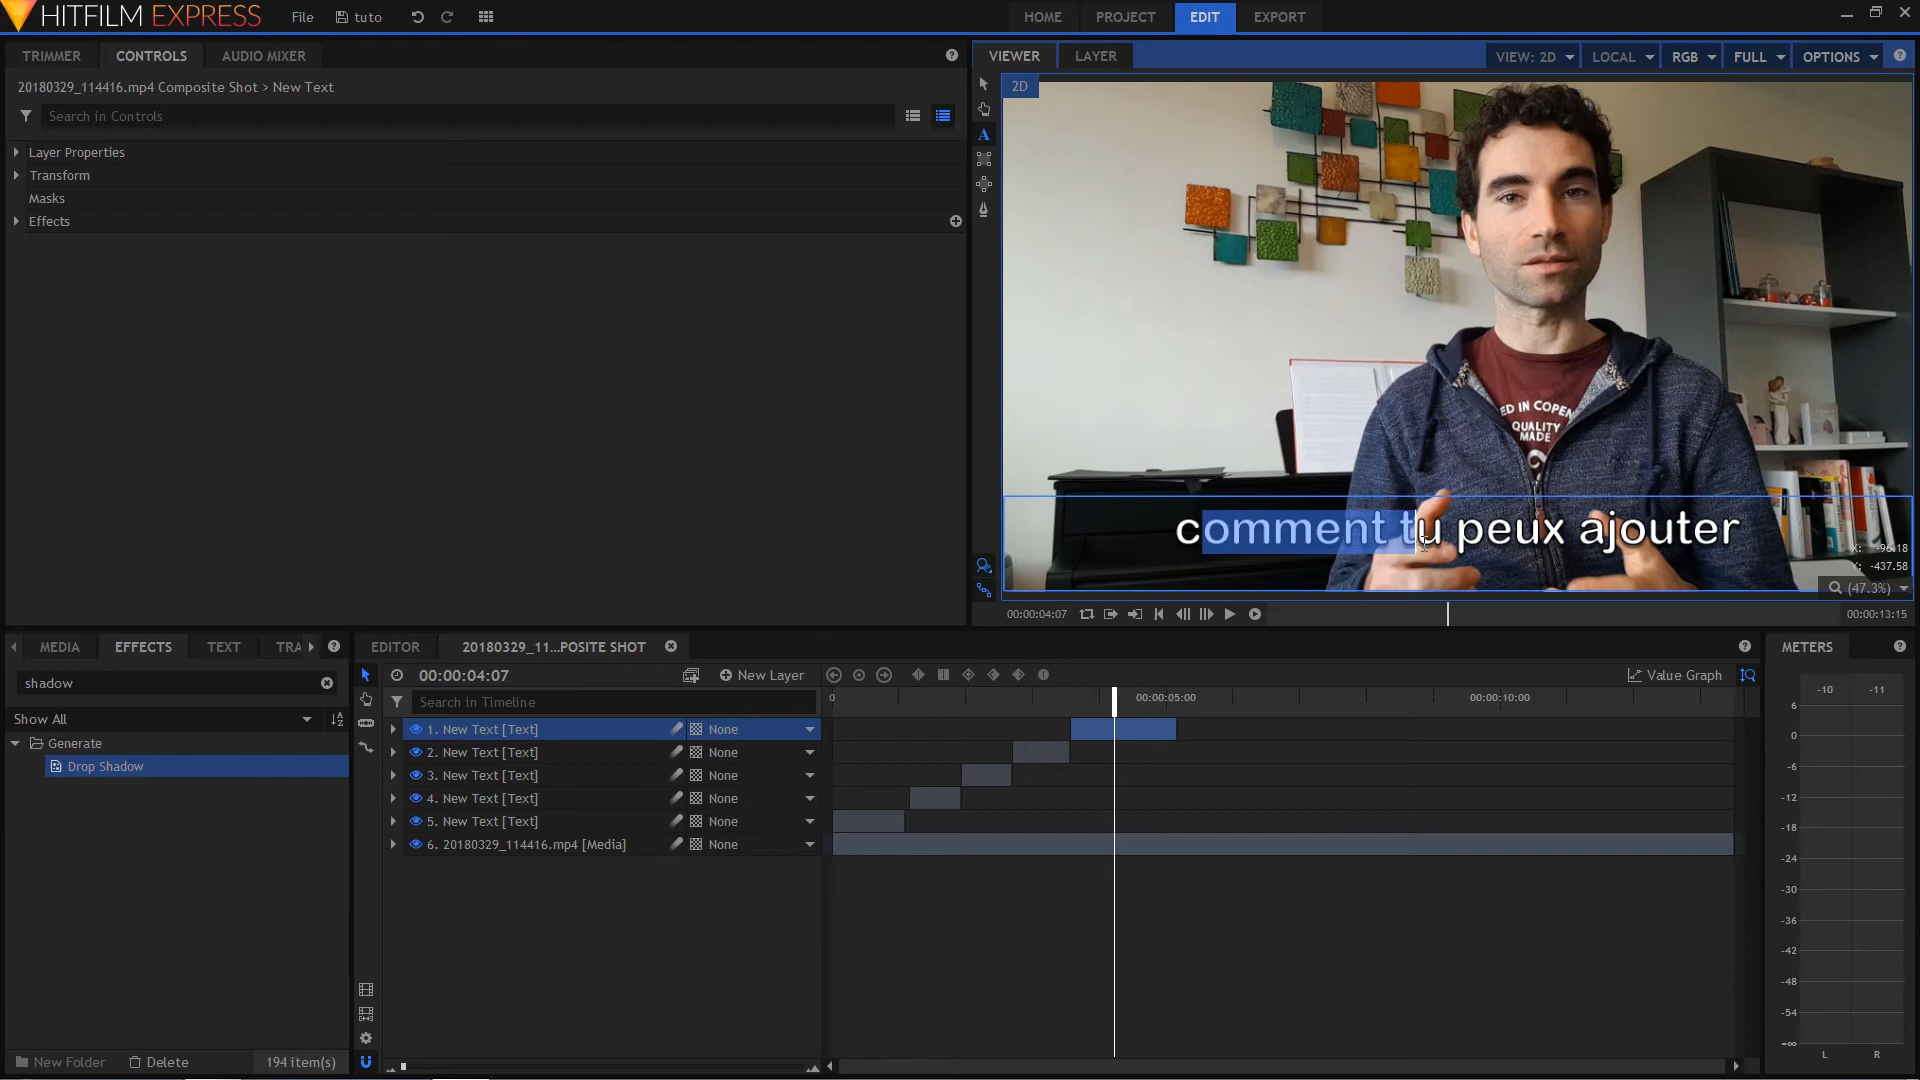 HITFILM EXPRESS File tuto HOME PROJECT EDIT EXPORT
TRIMMER CONTROLS AUDIO MIXER
20180329_114416.mp4 Composite Shot > New Text
Search in Controls
Layer Properties
Transform
Masks
Effects
VIEWER LAYER VIEW: 2D LOCAL RGB FULL OPTIONS
2D
ED IN COPEN
QUALITY
MADE
comment tu peux ajouter
X: -96.18
Y: -437.58
(47.3%)
00:00:04:07 00:00:13:15
MEDIA EFFECTS TEXT TRA
shadow
Show All
Generate
Drop Shadow
New Folder Delete 194 item(s)
EDITOR 20180329_11...POSITE SHOT
00:00:04:07 New Layer Value Graph
Search in Timeline
0 00:00:05:00 00:00:10:00
1. New Text [Text] None
2. New Text [Text] None
3. New Text [Text] None
4. New Text [Text] None
5. New Text [Text] None
6. 20180329_114416.mp4 [Media] None
METERS
-10 -11
6
0
-6
-12
-18
-24
-30
-36
-42
-48
-54
-∞
L R